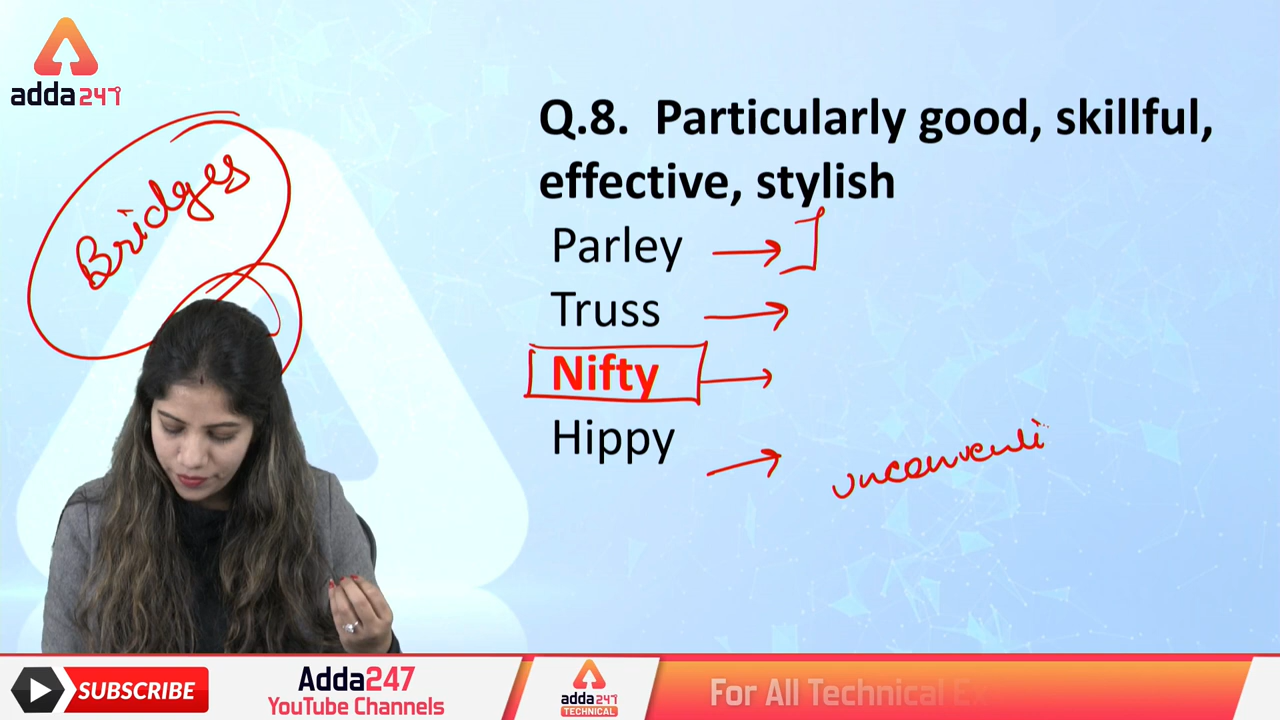 adda247
Q.8. Particularly good, skillful,
effective, stylish
Bridges
Parley
Truss
Nifty
Hippy
unconventi
SUBSCRIBE
Adda247
YouTube Channels
adda247
TECHNICAL
For All Technical Ex